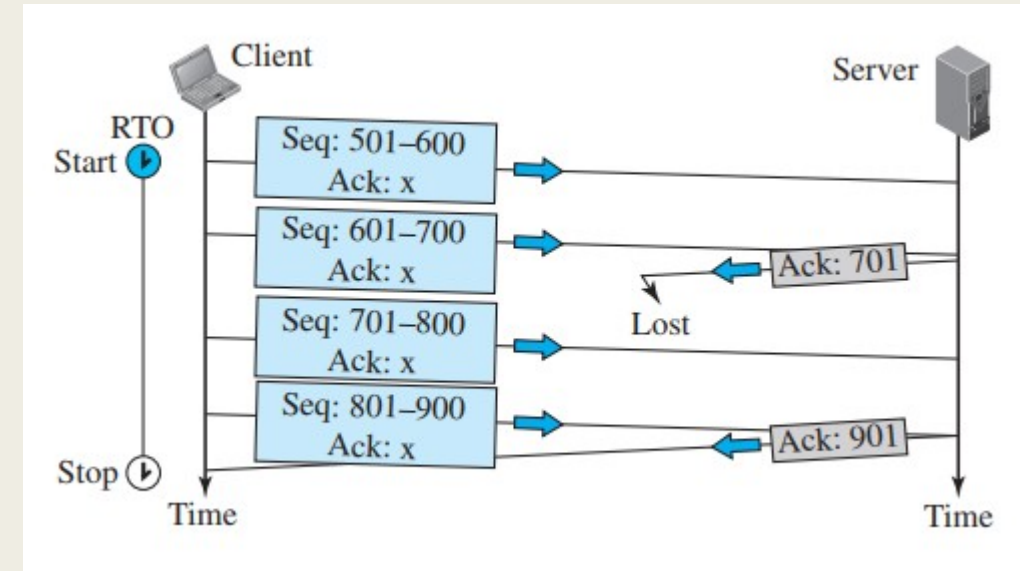 Client
Server
RTO
Start
Seq: 501–600
Ack: x
Seq: 601–700
Ack: x
Ack: 701
Lost
Seq: 701–800
Ack: x
Seq: 801–900
Ack: x
Ack: 901
Stop
Time
Time